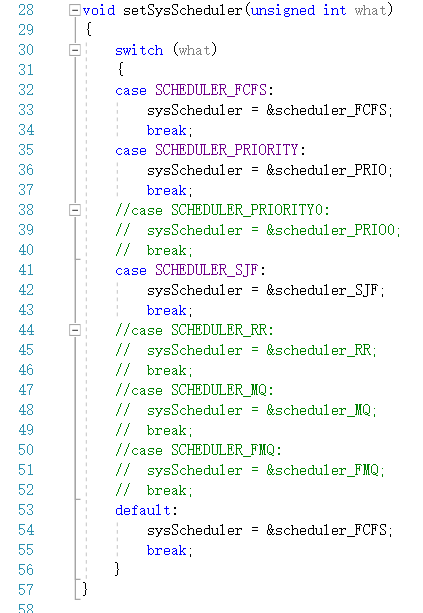 28 void setSysScheduler(unsigned int what)
29 {
30     switch (what)
31     {
32     case SCHEDULER_FCFS:
33         sysScheduler = &scheduler_FCFS;
34         break;
35     case SCHEDULER_PRIORITY:
36         sysScheduler = &scheduler_PRIO;
37         break;
38     //case SCHEDULER_PRIORITY0:
39     //  sysScheduler = &scheduler_PRIO0;
40     //  break;
41     case SCHEDULER_SJF:
42         sysScheduler = &scheduler_SJF;
43         break;
44     //case SCHEDULER_RR:
45     //  sysScheduler = &scheduler_RR;
46     //  break;
47     //case SCHEDULER_MQ:
48     //  sysScheduler = &scheduler_MQ;
49     //  break;
50     //case SCHEDULER_FMQ:
51     //  sysScheduler = &scheduler_FMQ;
52     //  break;
53     default:
54         sysScheduler = &scheduler_FCFS;
55         break;
56     }
57 }
58